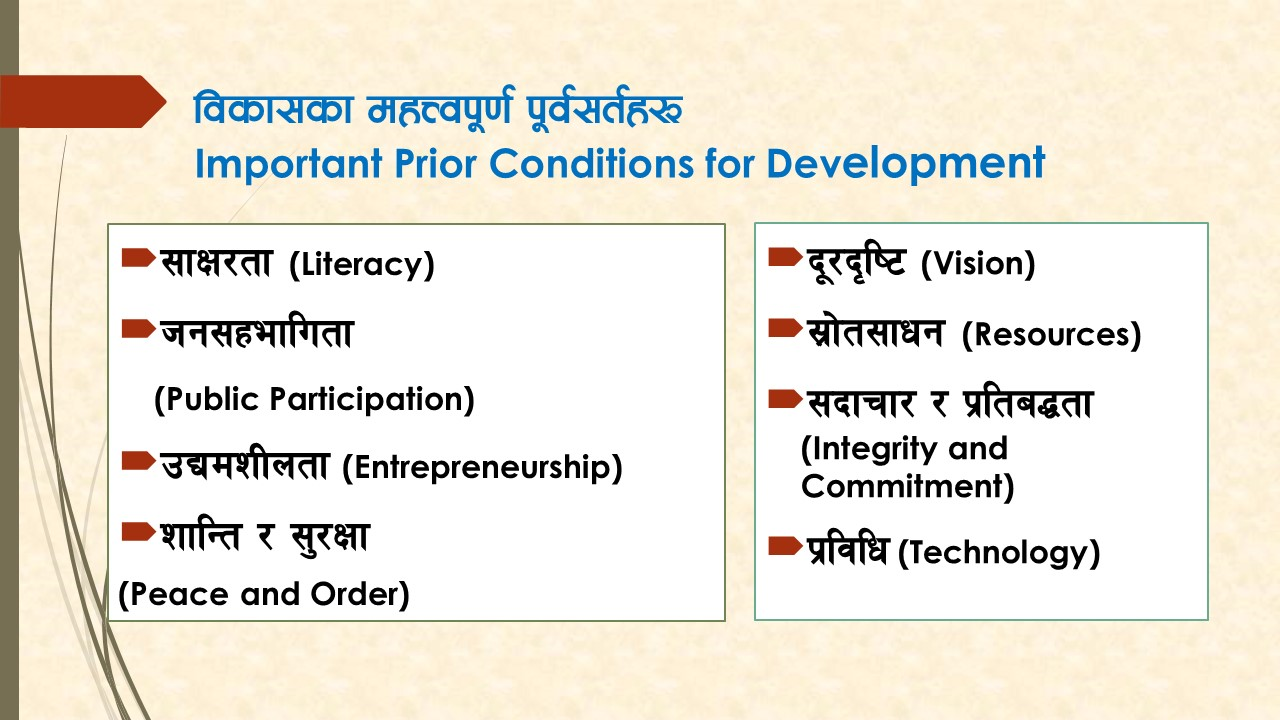 विकासका महत्त्वपूर्ण पूर्वसर्तहरू
Important Prior Conditions for Development
साक्षरता (Literacy)
जनसहभागिता
(Public Participation)
उद्यमशीलता (Entrepreneurship)
शान्ति र सुरक्षा
(Peace and Order)
दूरदृष्टि (Vision)
स्रोतसाधन (Resources)
सदाचार र प्रतिबद्धता
(Integrity and
Commitment)
प्रविधि (Technology)